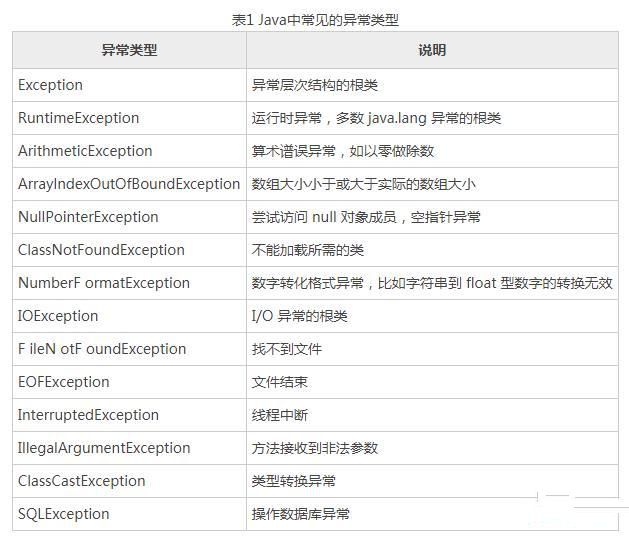 表1 Java中常见的异常类型
异常类型 说明
Exception 异常层次结构的根类
RuntimeException 运行时异常，多数 java.lang 异常的根类
ArithmeticException 算术谱误异常，如以零做除数
ArrayIndexOutOfBoundException 数组大小小于或大于实际的数组大小
NullPointerException 尝试访问 null 对象成员，空指针异常
ClassNotFoundException 不能加载所需的类
NumberF ormatException 数字转化格式异常，比如字符串到 float 型数字的转换无效
IOException I/O 异常的根类
F ileN otF oundException 找不到文件
EOFException 文件结束
InterruptedException 线程中断
IllegalArgumentException 方法接收到非法参数
ClassCastException 类型转换异常
SQLException 操作数据库异常